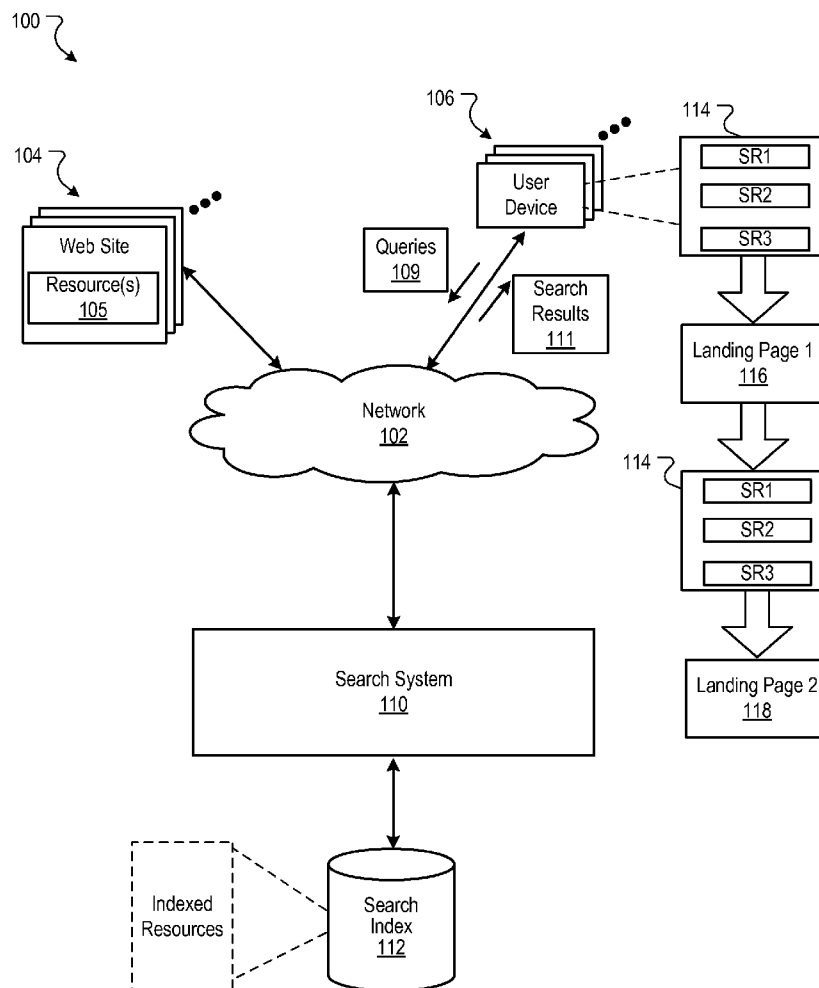 100
106
114
SR1
104
User
Device
SR2
Web Site
Queries
109
SR3
Resource(s)
105
Search
Results
111
Landing Page 1
116
Network
102
114
SR1
SR2
SR3
Search System
110
Landing Page 2
118
Indexed
Resources
Search
Index
112